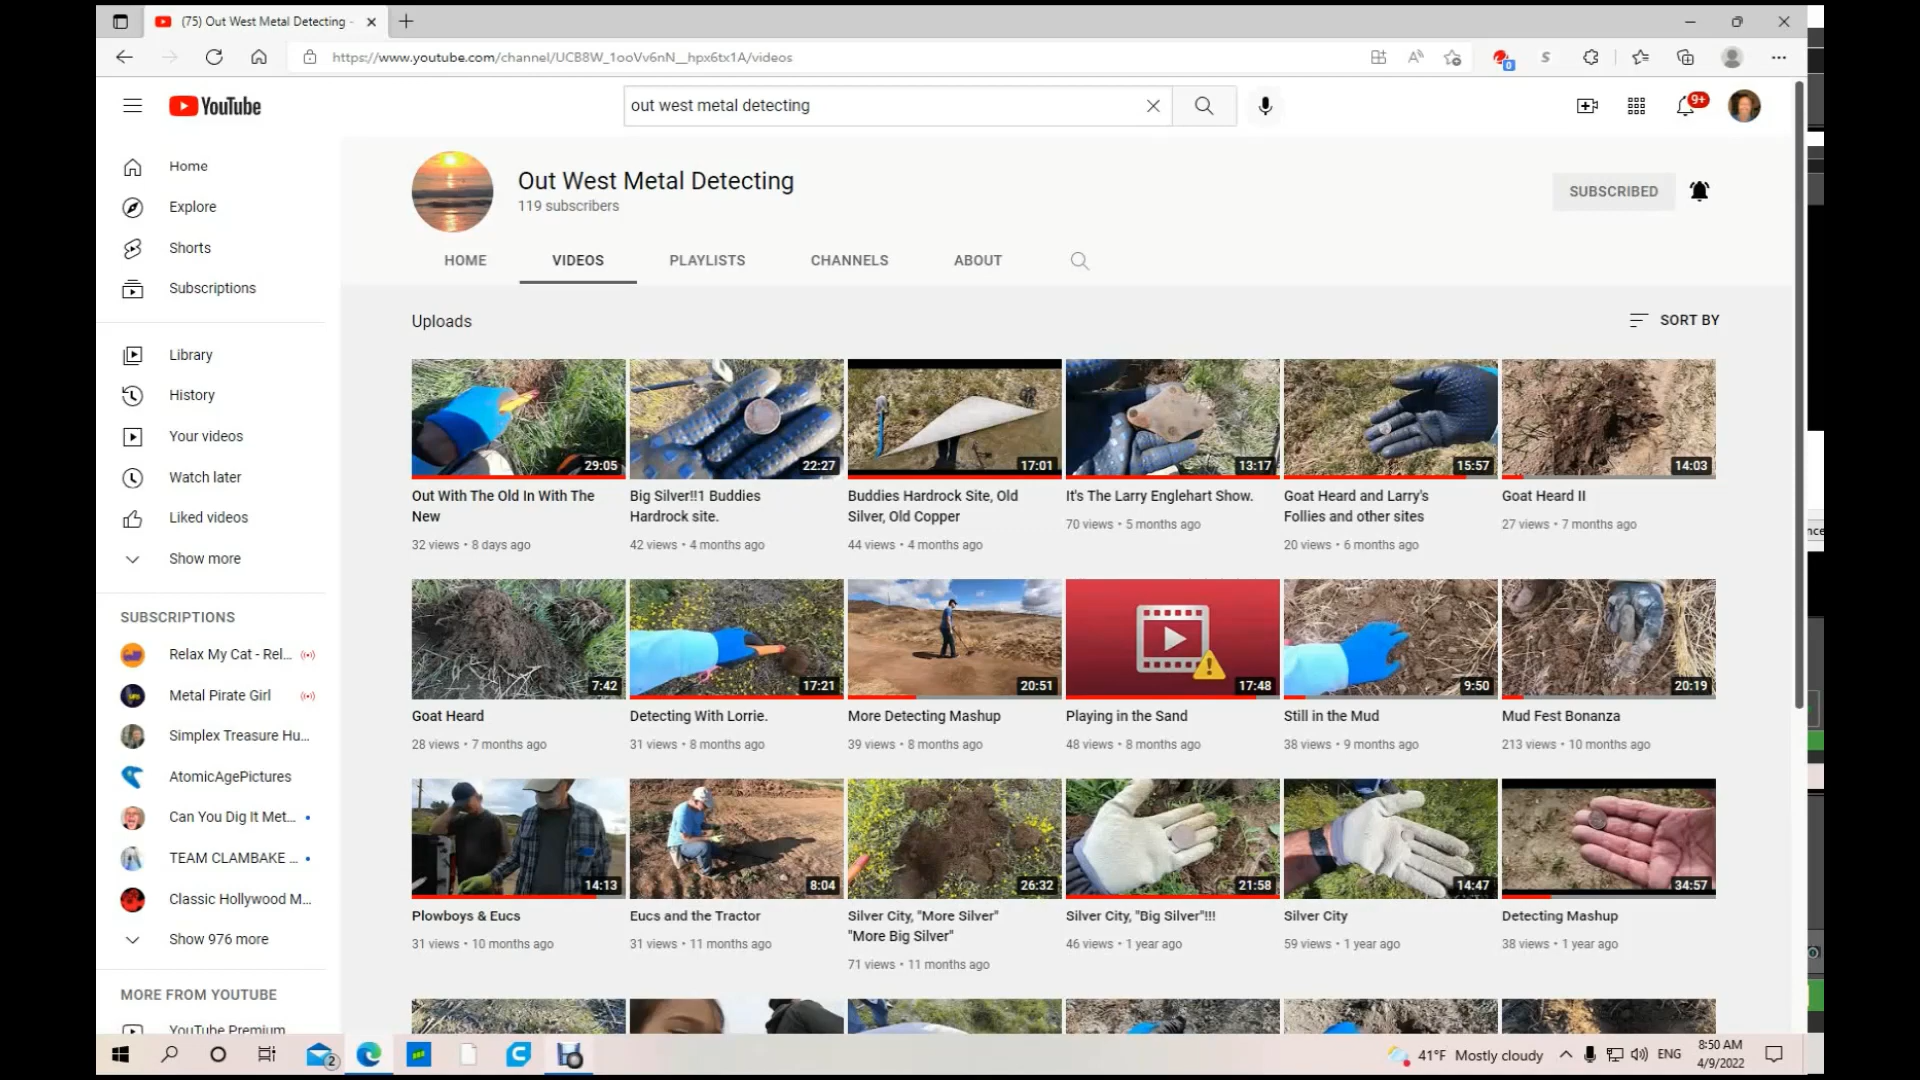 (75) Out West Metal Detecting -
https://www.youtube.com/channel/UCB8W_1ooVv6nN__hpx6tx1A/videos
0
S
YouTube
out west metal detecting
9+
Home
Explore
Shorts
Subscriptions
Library
History
Your videos
Watch later
Liked videos
Show more
SUBSCRIPTIONS
Relax My Cat - Rel...
Metal Pirate Girl
Simplex Treasure Hu...
AtomicAgePictures
Can You Dig It Met...
TEAM CLAMBAKE ...
Classic Hollywood M...
Show 976 more
MORE FROM YOUTUBE
YouTube Premium
Out West Metal Detecting
119 subscribers
SUBSCRIBED
HOME
VIDEOS
PLAYLISTS
CHANNELS
ABOUT
Uploads
SORT BY
29:05
22:27
17:01
13:17
15:57
14:03
Out With The Old In With The
New
32 views • 8 days ago
Big Silver!!1 Buddies
Hardrock site.
42 views • 4 months ago
Buddies Hardrock Site, Old
Silver, Old Copper
44 views • 4 months ago
It's The Larry Englehart Show.
70 views • 5 months ago
Goat Heard and Larry's
Follies and other sites
20 views • 6 months ago
Goat Heard II
27 views • 7 months ago
7:42
17:21
20:51
17:48
9:50
20:19
Goat Heard
28 views • 7 months ago
Detecting With Lorrie.
31 views • 8 months ago
More Detecting Mashup
39 views • 8 months ago
Playing in the Sand
48 views • 8 months ago
Still in the Mud
38 views • 9 months ago
Mud Fest Bonanza
213 views • 10 months ago
14:13
8:04
26:32
21:58
14:47
34:57
Plowboys & Eucs
31 views • 10 months ago
Eucs and the Tractor
31 views • 11 months ago
Silver City, "More Silver"
"More Big Silver"
71 views • 11 months ago
Silver City, "Big Silver"!!!
46 views • 1 year ago
Silver City
59 views • 1 year ago
Detecting Mashup
38 views • 1 year ago
2
41°F Mostly cloudy
ENG
8:50 AM
4/9/2022